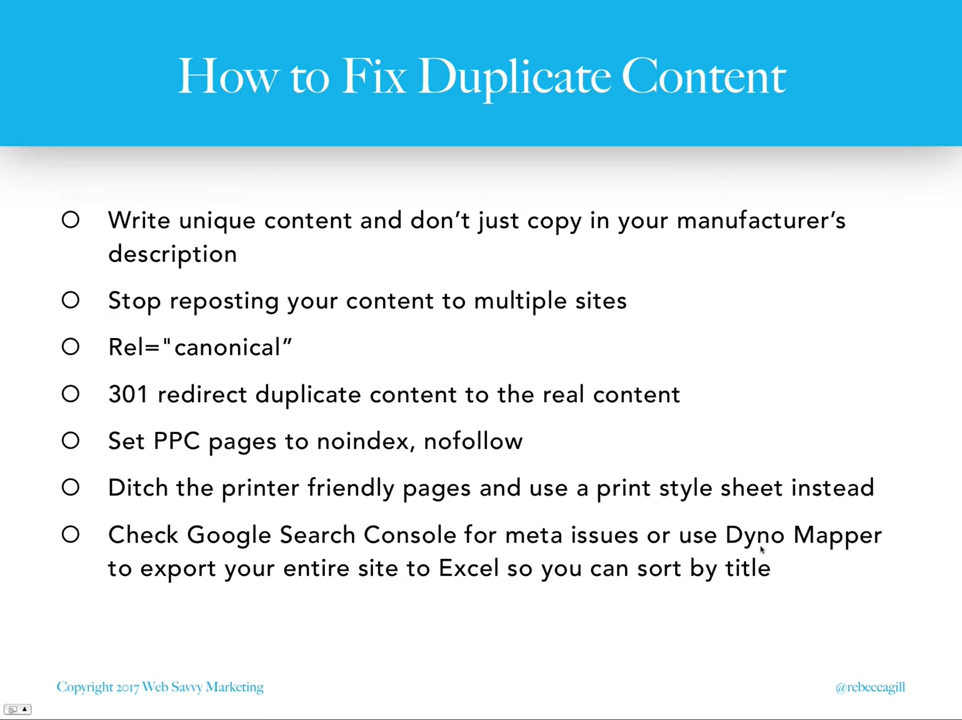 How to Fix Duplicate Content
Write unique content and don’t just copy in your manufacturer’s
description
Stop reposting your content to multiple sites
Rel="canonical”
301 redirect duplicate content to the real content
Set PPC pages to noindex, nofollow
Ditch the printer friendly pages and use a print style sheet instead
Check Google Search Console for meta issues or use Dyno Mapper
to export your entire site to Excel so you can sort by title
Copyright 2017 Web Savvy Marketing
@rebeccagill